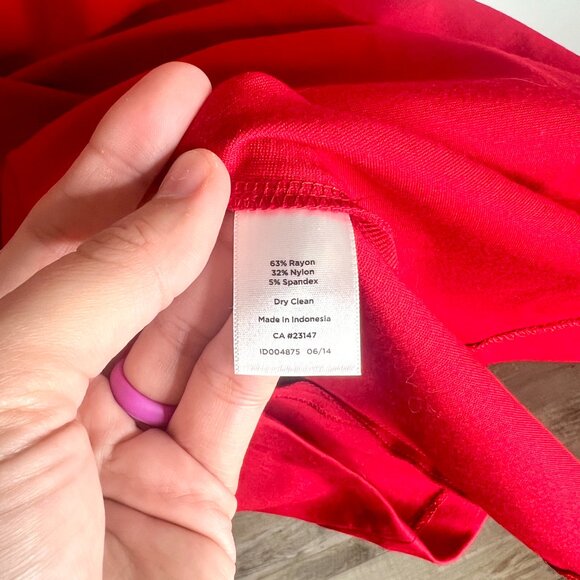 63% Rayon
32% Nylon
5% Spandex
Dry Clean
Made in Indonesia
CA #23147
ID004875 06/14